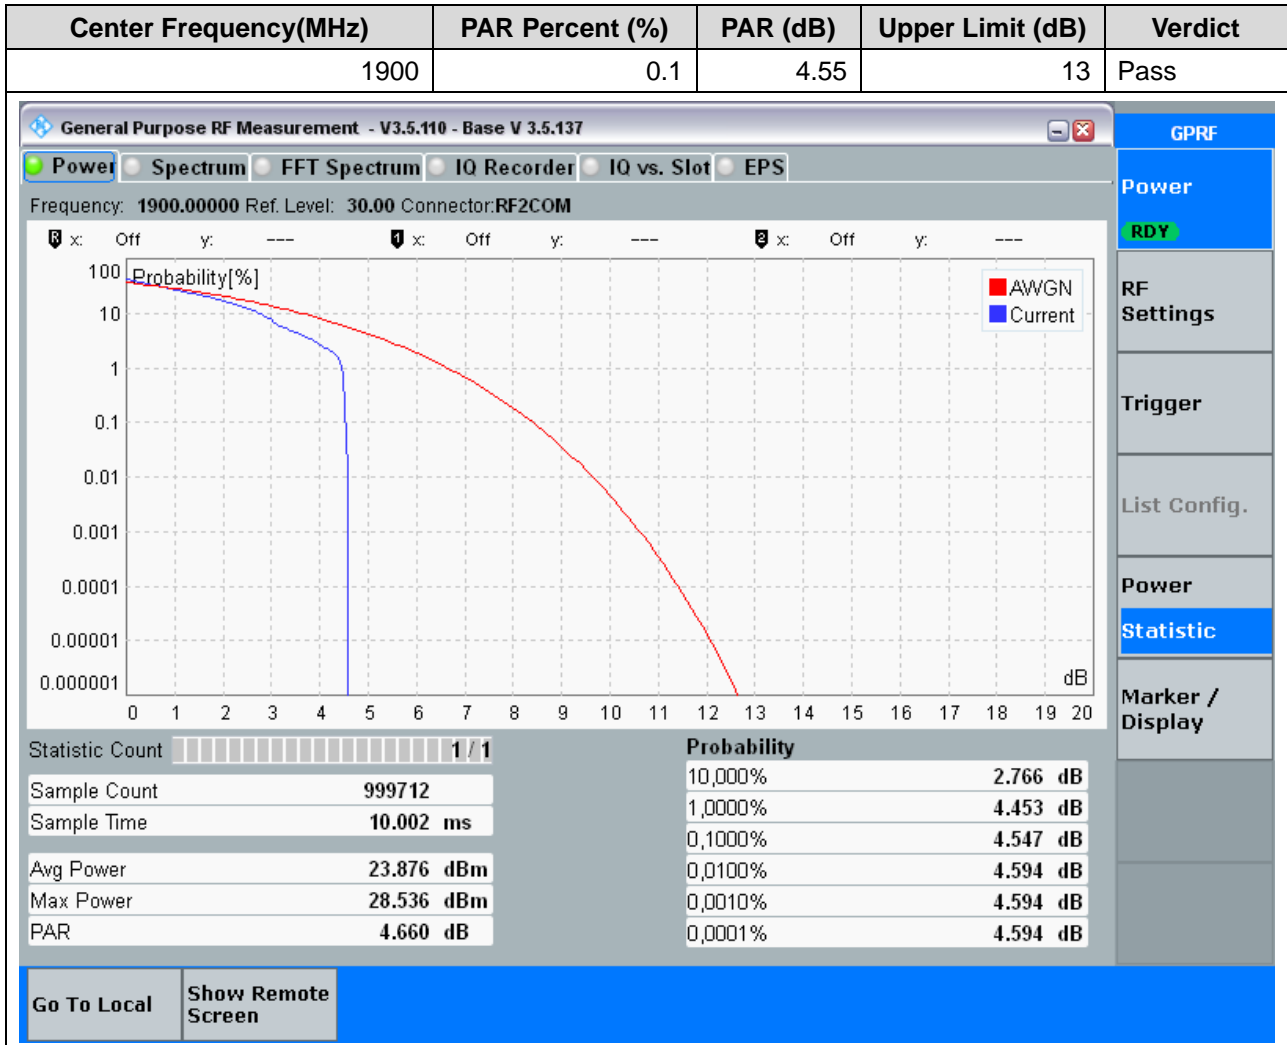 Center Frequency(MHz) PAR Percent (%) PAR (dB) Upper Limit (dB) Verdict
1900 0.1 4.55 13 Pass
General Purpose RF Measurement - V3.5.110 - Base V 3.5.137
GPRF
Power Spectrum FFT Spectrum IQ Recorder IQ vs. Slot EPS
Power
RDY
Frequency: 1900.00000 Ref. Level: 30.00 Connector:RF2COM
R x: Off y: --- 1 x: Off y: --- 2 x: Off y: ---
Probability[%]
AWGN
Current
100
10
1
0.1
0.01
0.001
0.0001
0.00001
0.000001
dB
0 1 2 3 4 5 6 7 8 9 10 11 12 13 14 15 16 17 18 19 20
RF
Settings
Trigger
List Config.
Power
Statistic
Marker /
Display
Statistic Count 1 / 1
Sample Count 999712
Sample Time 10.002 ms
Avg Power 23.876 dBm
Max Power 28.536 dBm
PAR 4.660 dB
Probability
10,000% 2.766 dB
1,0000% 4.453 dB
0,1000% 4.547 dB
0,0100% 4.594 dB
0,0010% 4.594 dB
0,0001% 4.594 dB
Go To Local
Show Remote
Screen